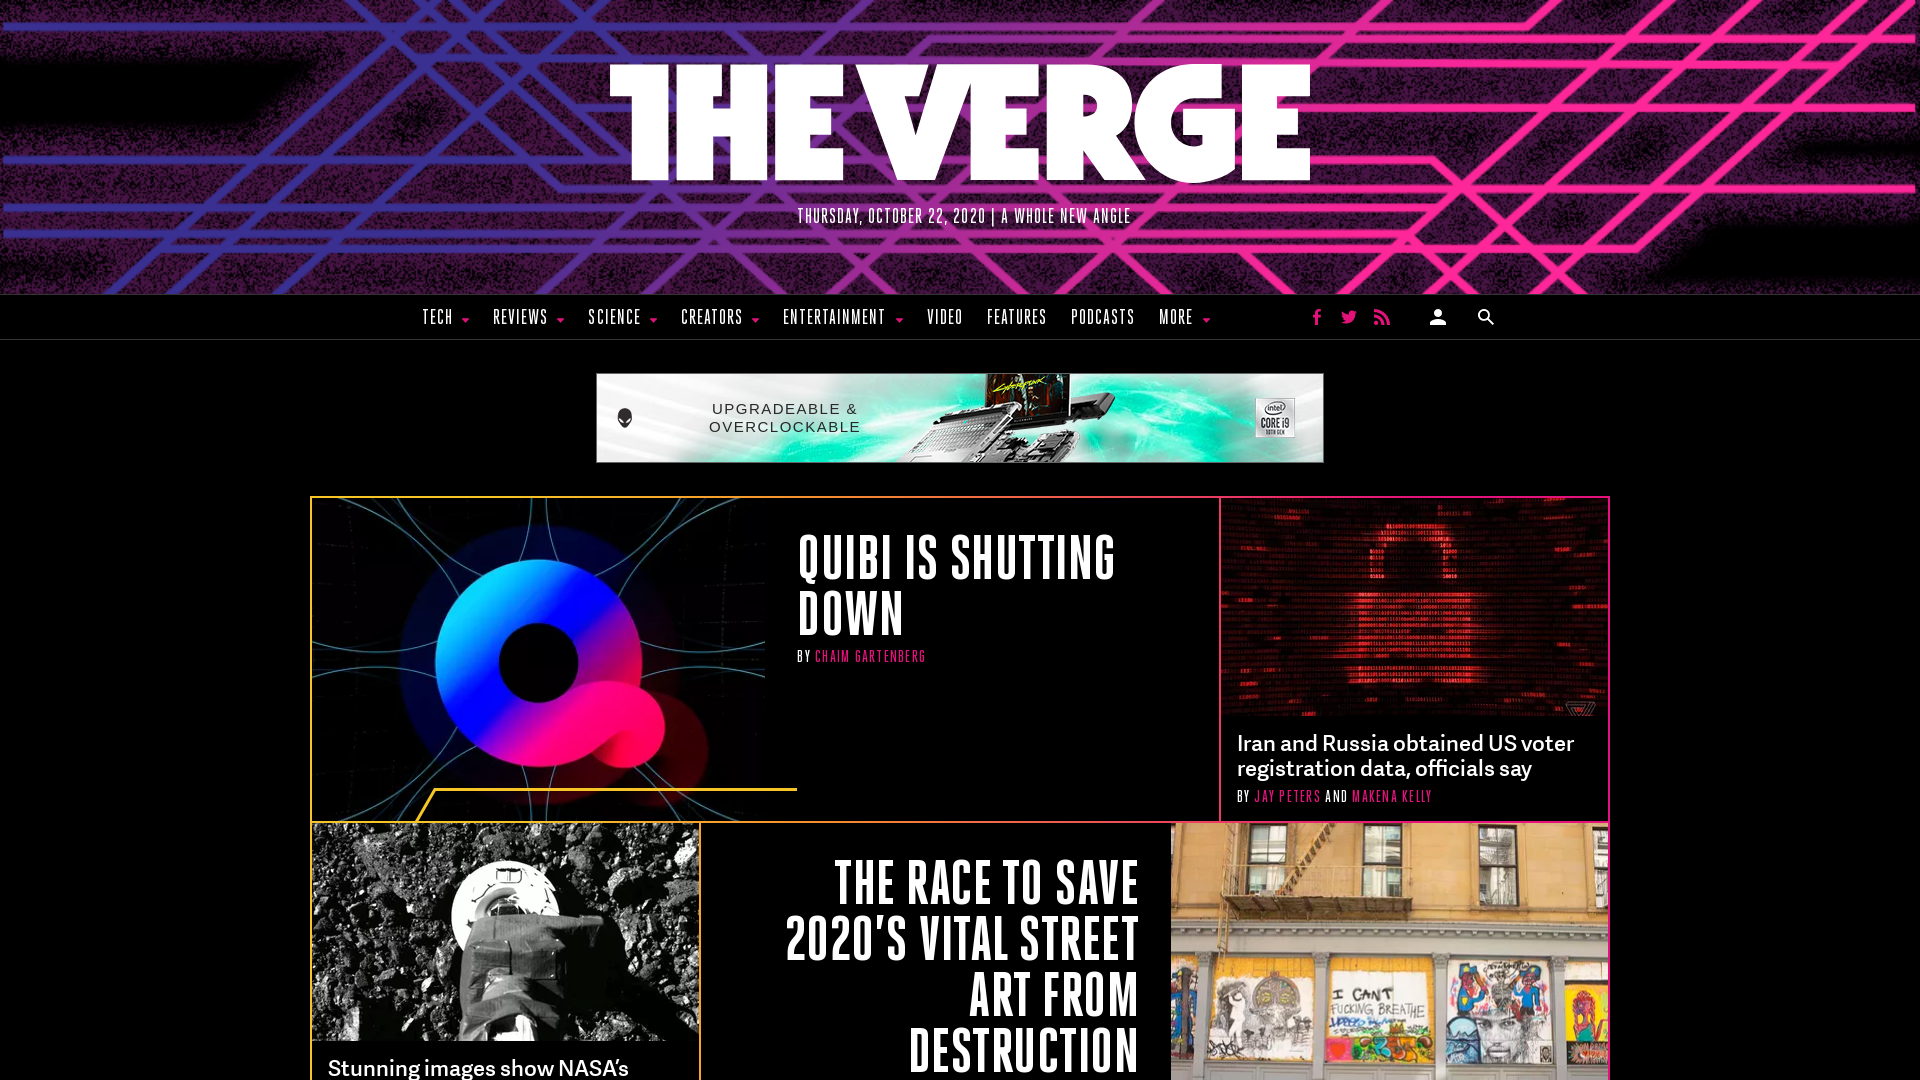 THE VERGE
THURSDAY, OCTOBER 22, 2020 | A WHOLE NEW ANGLE
TECH REVIEWS SCIENCE CREATORS ENTERTAINMENT VIDEO FEATURES PODCASTS MORE
UPGRADEABLE &
OVERCLOCKABLE
intel
CORE i9
10TH GEN
QUIBI IS SHUTTING
DOWN
BY CHAIM GARTENBERG
Iran and Russia obtained US voter
registration data, officials say
BY JAY PETERS AND MAKENA KELLY
Stunning images show NASA’s
THE RACE TO SAVE
2020’S VITAL STREET
ART FROM
DESTRUCTION
I CANT
FUCKING BREATHE